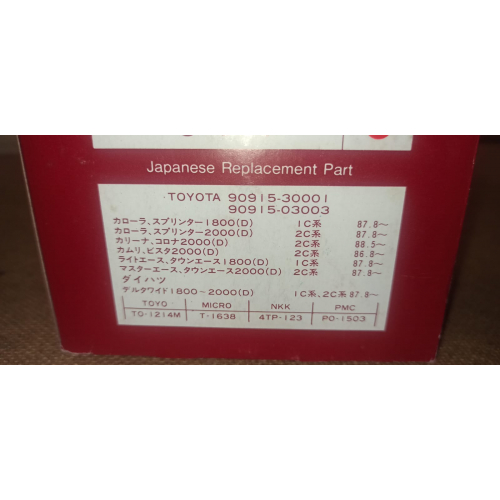 Japanese Replacement Part
TOYOTA 90915-30001
90915-03003
カローラ、スプリンター1800(D) 1C系 87.8～
カローラ、スプリンター2000(D) 2C系 87.8～
カリーナ、コロナ2000(D) 2C系 88.5～
カムリ、ビスタ2000(D) 2C系 86.8～
ライトエース、タウンエース1800(D) 1C系 87.8～
マスターエース、タウンエース2000(D) 2C系 87.8～
ダイハツ
デルタワイド1800～2000(D) 1C系、2C系 87.8～
TOYO MICRO NKK PMC
TO-1214M T-1638 4TP-123 PO-1503